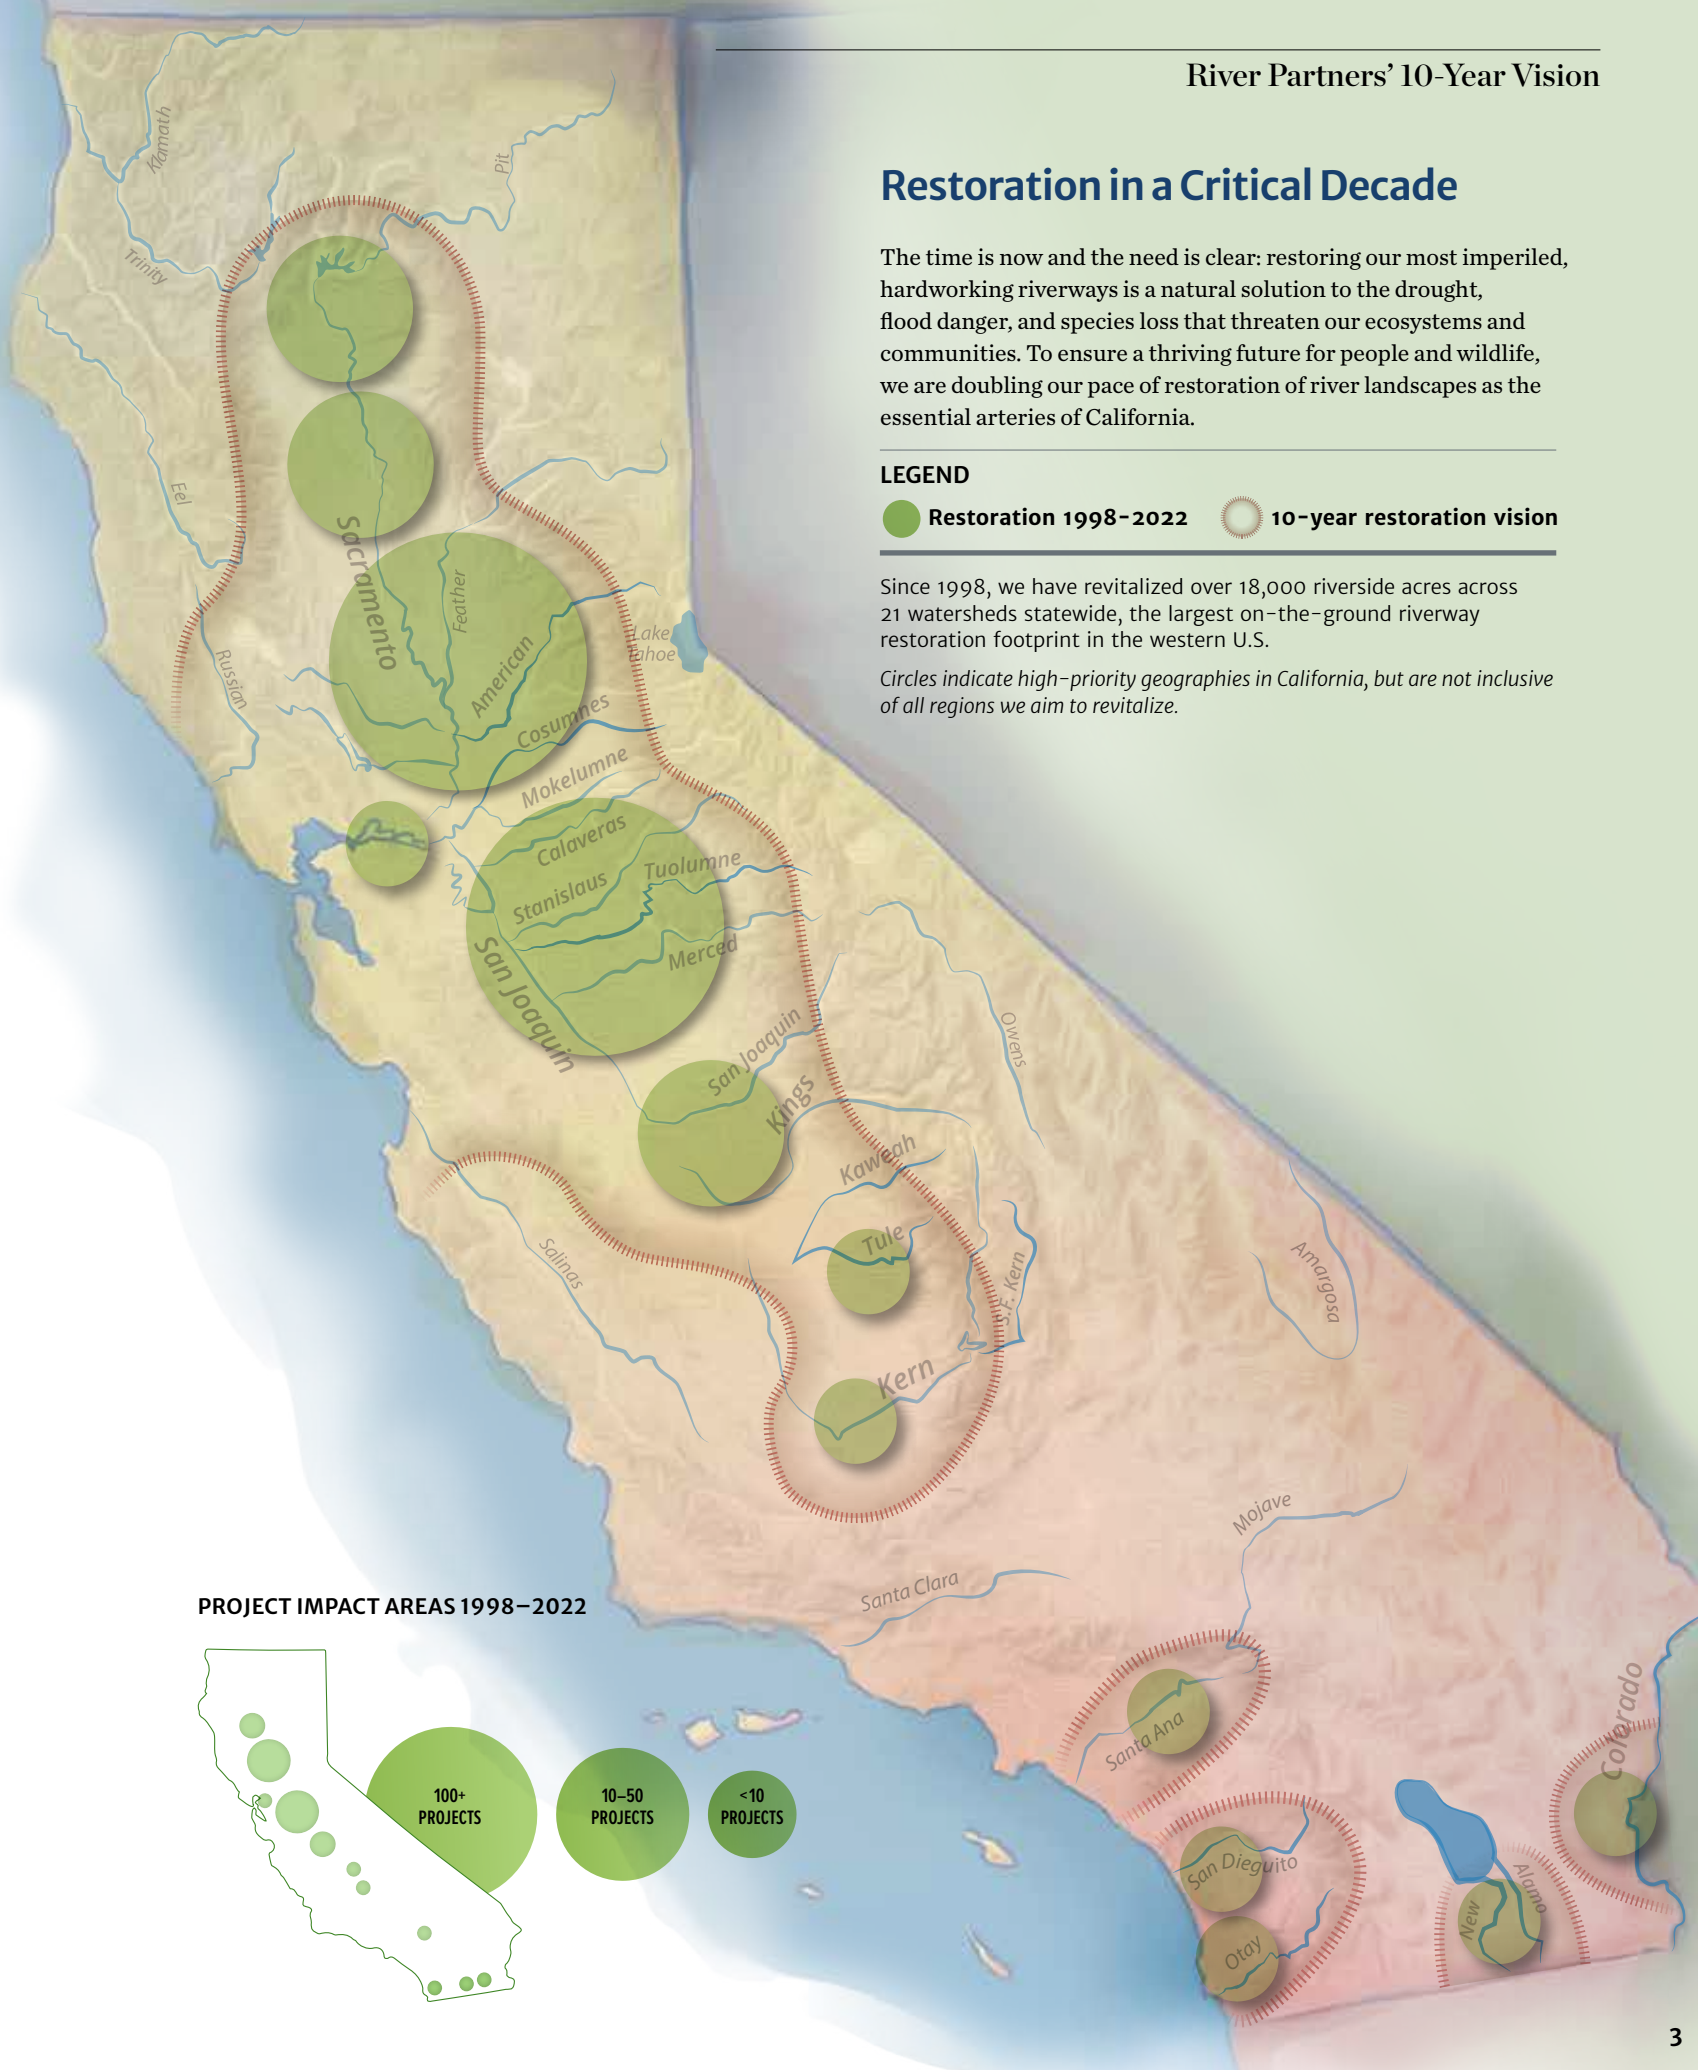 River Partners’ 10-Year Vision
Restoration in a Critical Decade
The time is now and the need is clear: restoring our most imperiled,
hardworking riverways is a natural solution to the drought,
flood danger, and species loss that threaten our ecosystems and
communities. To ensure a thriving future for people and wildlife,
we are doubling our pace of restoration of river landscapes as the
essential arteries of California.
LEGEND
Restoration 1998-2022
10-year restoration vision
Since 1998, we have revitalized over 18,000 riverside acres across
21 watersheds statewide, the largest on-the-ground riverway
restoration footprint in the western U.S.
Circles indicate high-priority geographies in California, but are not inclusive
of all regions we aim to revitalize.
Klamath
Pit
Trinity
Eel
Sacramento
Feather
American
Lake
Tahoe
Russian
Cosumnes
Mokelumne
Calaveras
Tuolumne
Stanislaus
Merced
San Joaquin
San Joaquin
Kings
Owens
Kaweah
Tule
Salinas
S.F. Kern
Amargosa
Kern
Mojave
Santa Clara
Santa Ana
Colorado
San Dieguito
Otay
New
Alamo
PROJECT IMPACT AREAS 1998–2022
100+
PROJECTS
10–50
PROJECTS
<10
PROJECTS
3